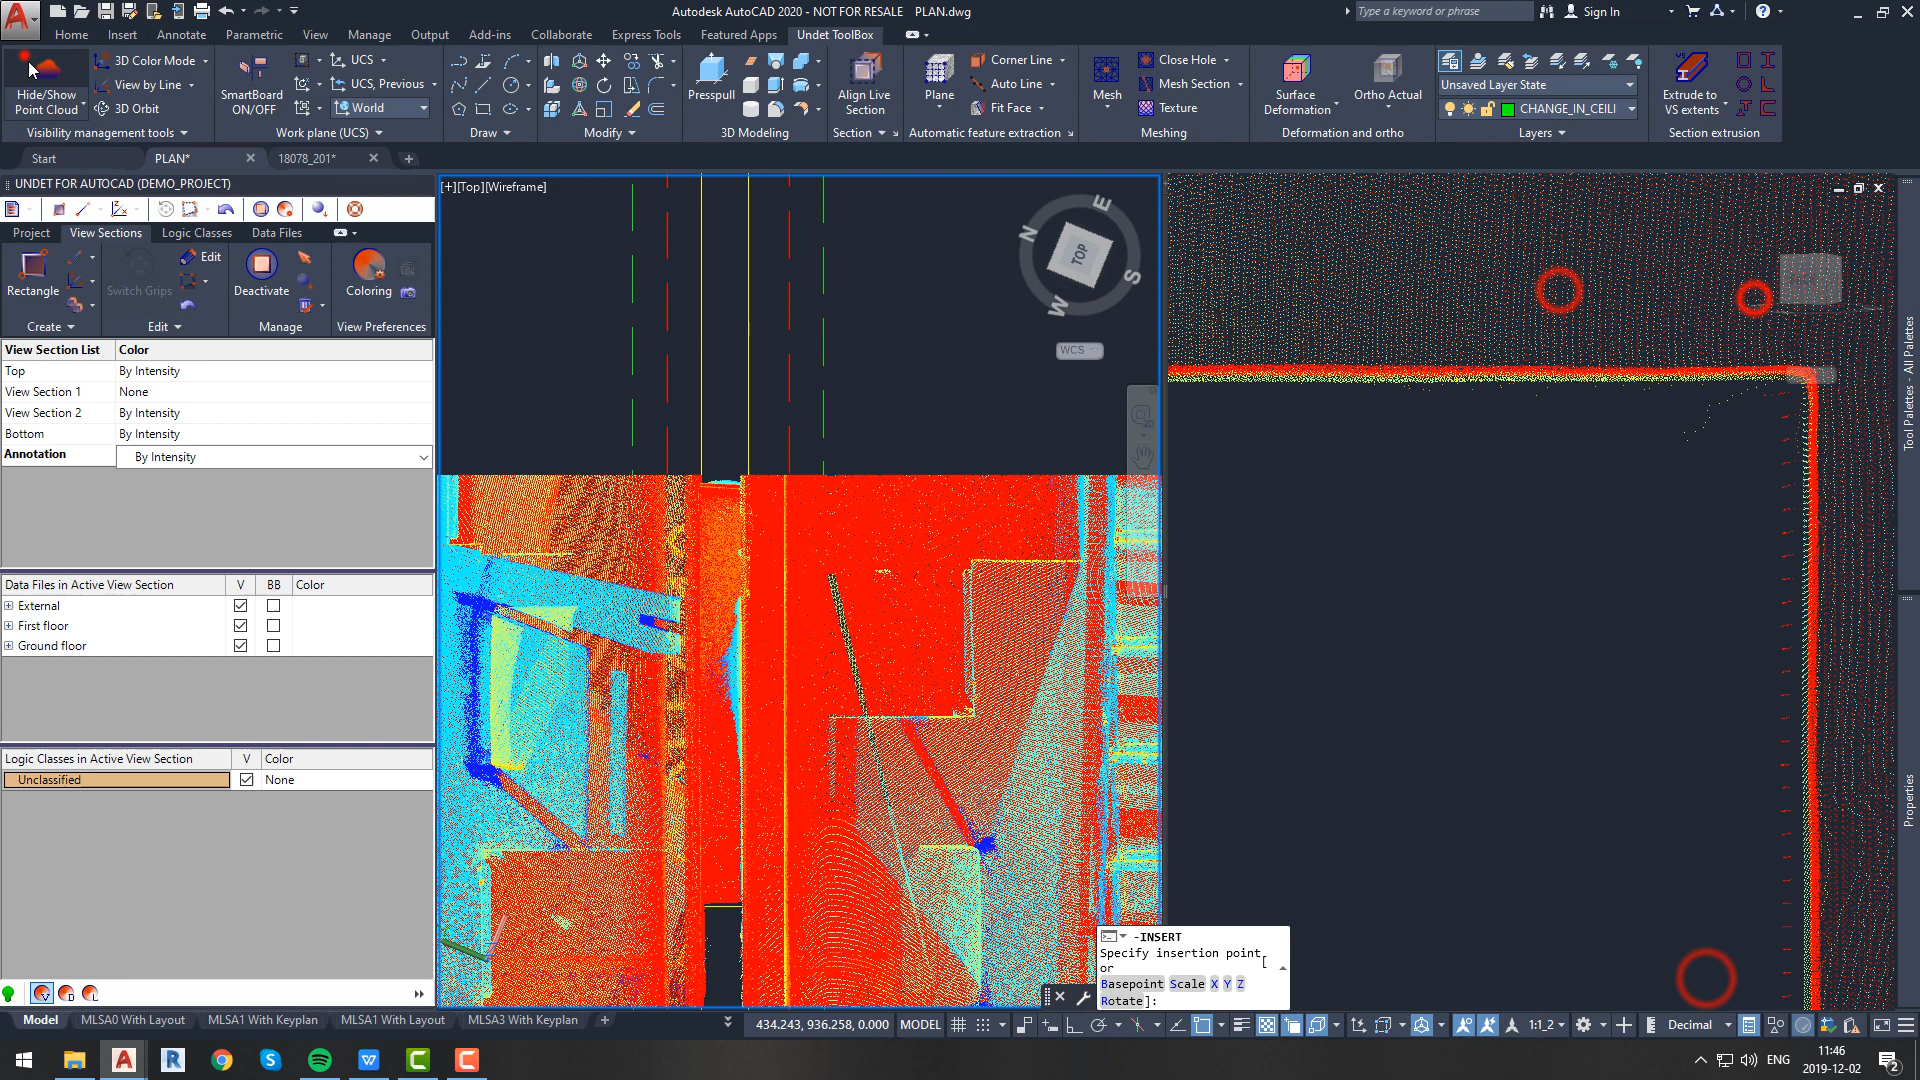 Autodesk AutoCAD 2020 - NOT FOR RESALE PLAN.dwg
Type a keyword or phrase
Sign In
Home Insert Annotate Parametric View Manage Output Add-ins Collaborate Express Tools Featured Apps Undet ToolBox
Hide/Show
Point Cloud
3D Color Mode
View by Line
3D Orbit
Visibility management tools
SmartBoard
ON/OFF
UCS
UCS, Previous
World
Work plane (UCS)
Draw
Modify
Presspull
3D Modeling
Align Live
Section
Section
Plane
Corner Line
Auto Line
Fit Face
Automatic feature extraction
Mesh
Close Hole
Mesh Section
Texture
Meshing
Surface
Deformation
Ortho Actual
Deformation and ortho
Unsaved Layer State
CHANGE_IN_CEILI
Layers
Extrude to
VS extents
Section extrusion
Start PLAN* 18078_201*
UNDET FOR AUTOCAD (DEMO_PROJECT)
Project View Sections Logic Classes Data Files
Rectangle
Create
Switch Grips
Edit
Edit
Deactivate
Manage
Coloring
View Preferences
View Section List Color
Top By Intensity
View Section 1 None
View Section 2 By Intensity
Bottom By Intensity
Annotation By Intensity
Data Files in Active View Section V BB Color
External
First floor
Ground floor
Logic Classes in Active View Section V Color
Unclassified None
[+][Top][Wireframe]
N E S W
TOP
WCS
2D
Tool Palettes - All Palettes
Properties
-INSERT
Specify insertion point
or
Basepoint Scale X Y Z
Rotate]:
Model MLSA0 With Layout MLSA1 With Keyplan MLSA1 With Layout MLSA3 With Keyplan
434.243, 936.258, 0.000 MODEL
1:1_2
Decimal
ENG
11:46
2019-12-02
2